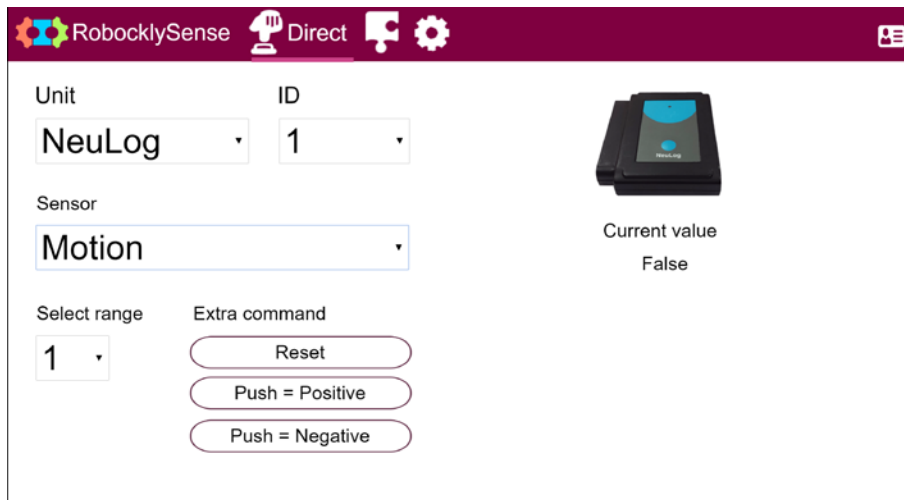 RobocklySense Direct
Unit ID
NeuLog 1
Sensor
Motion
NeuLog
Current value
False
Select range Extra command
1 Reset
Push = Positive
Push = Negative